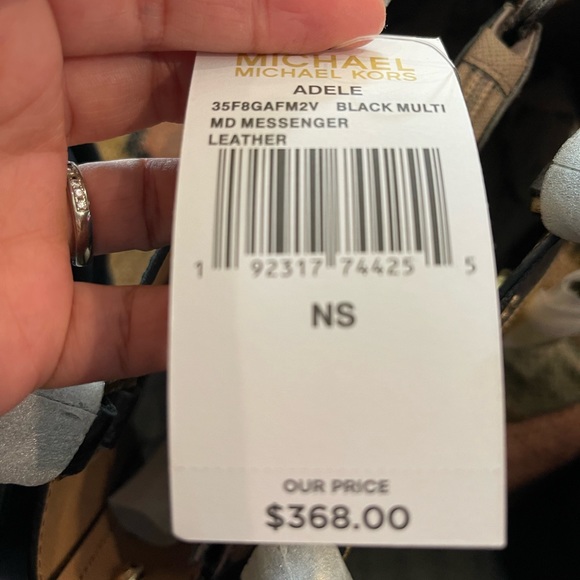 MICHAEL
MICHAEL KORS
ADELE
35F8GAFM2V BLACK MULTI
MD MESSENGER
LEATHER
1 92317 74425 5
NS
OUR PRICE
$368.00